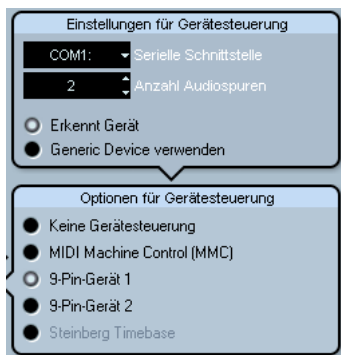 Einstellungen für Gerätesteuerung
COM1: Serielle Schnittstelle
2 Anzahl Audiospuren
Erkennt Gerät
Generic Device verwenden
Optionen für Gerätesteuerung
Keine Gerätesteuerung
MIDI Machine Control (MMC)
9-Pin-Gerät 1
9-Pin-Gerät 2
Steinberg Timebase